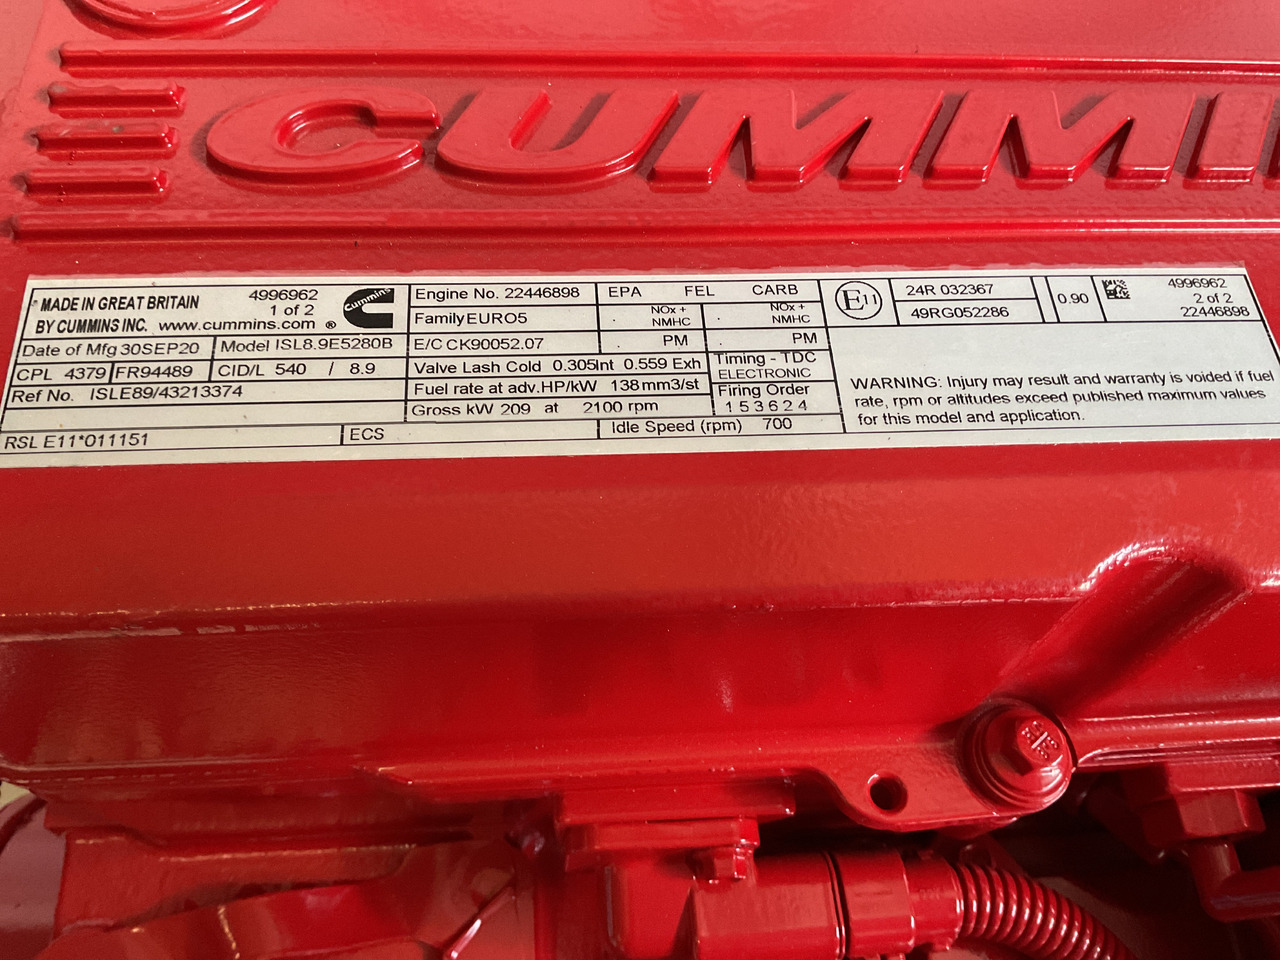 CUMMI
MADE IN GREAT BRITAIN 4996962
1 of 2
BY CUMMINS INC. www.cummins.com ®
Cummins
Date of Mfg 30SEP20 Model ISL8.9E5280B
CPL 4379 FR94489 CID/L 540 / 8.9
Ref No. ISLE89/43213374
RSL E11*011151 ECS
Engine No. 22446898 EPA FEL CARB
Family EURO5 NOx + NMHC NOx + NMHC
E/C CK90052.07 PM PM
Valve Lash Cold 0.305Int 0.559 Exh Timing - TDC
ELECTRONIC
Fuel rate at adv.HP/kW 138 mm3/st Firing Order
Gross kW 209 at 2100 rpm 1 5 3 6 2 4
Idle Speed (rpm) 700
E11 24R 032367
49RG052286
0.90
4996962
2 of 2
22446898
WARNING: Injury may result and warranty is voided if fuel
rate, rpm or altitudes exceed published maximum values
for this model and application.